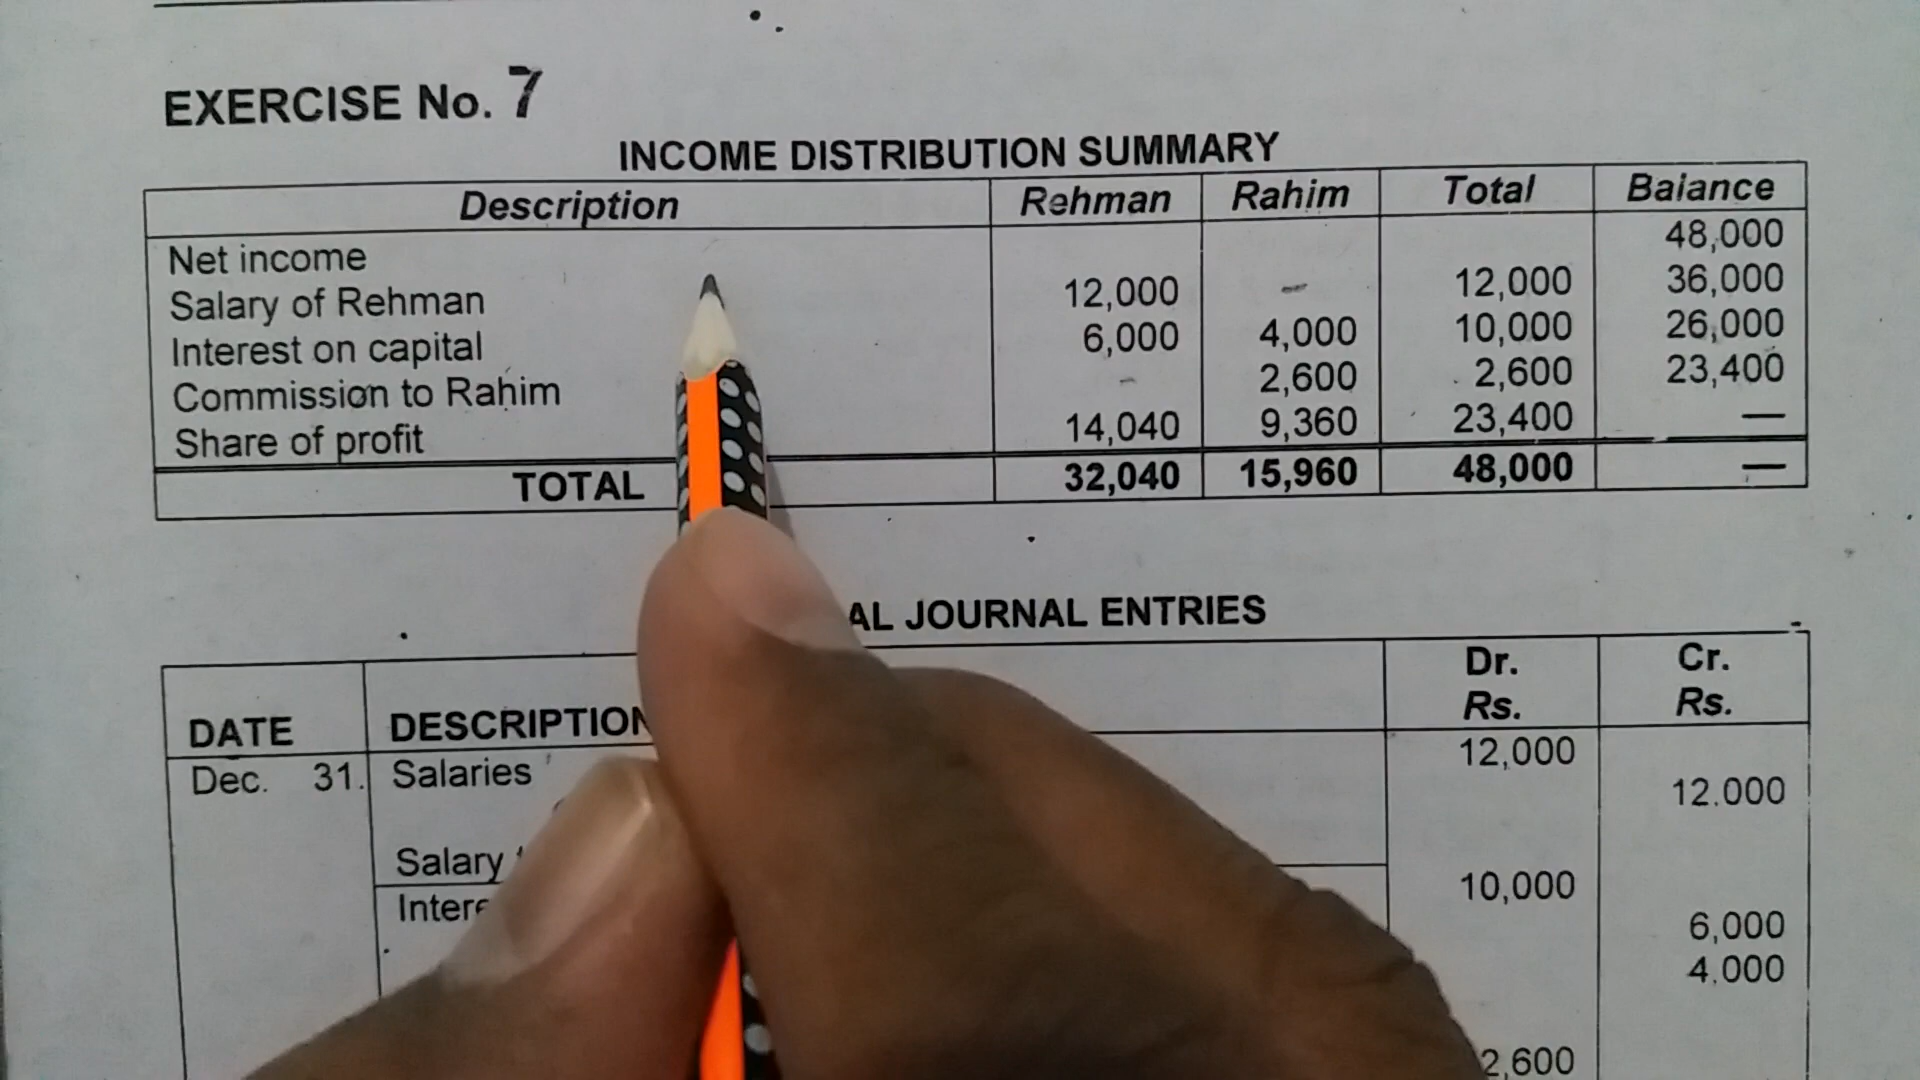 EXERCISE No. 7
INCOME DISTRIBUTION SUMMARY
Description Rehman Rahim Total Balance
Net income 48,000
Salary of Rehman 12,000 - 12,000 36,000
Interest on capital 6,000 4,000 10,000 26,000
Commission to Rahim - 2,600 2,600 23,400
Share of profit 14,040 9,360 23,400 —
TOTAL 32,040 15,960 48,000 —
AL JOURNAL ENTRIES
DATE DESCRIPTION Dr. Rs. Cr. Rs.
Dec. 31. Salaries 12,000
12.000
Salary
Intere 10,000
6,000
4,000
2,600